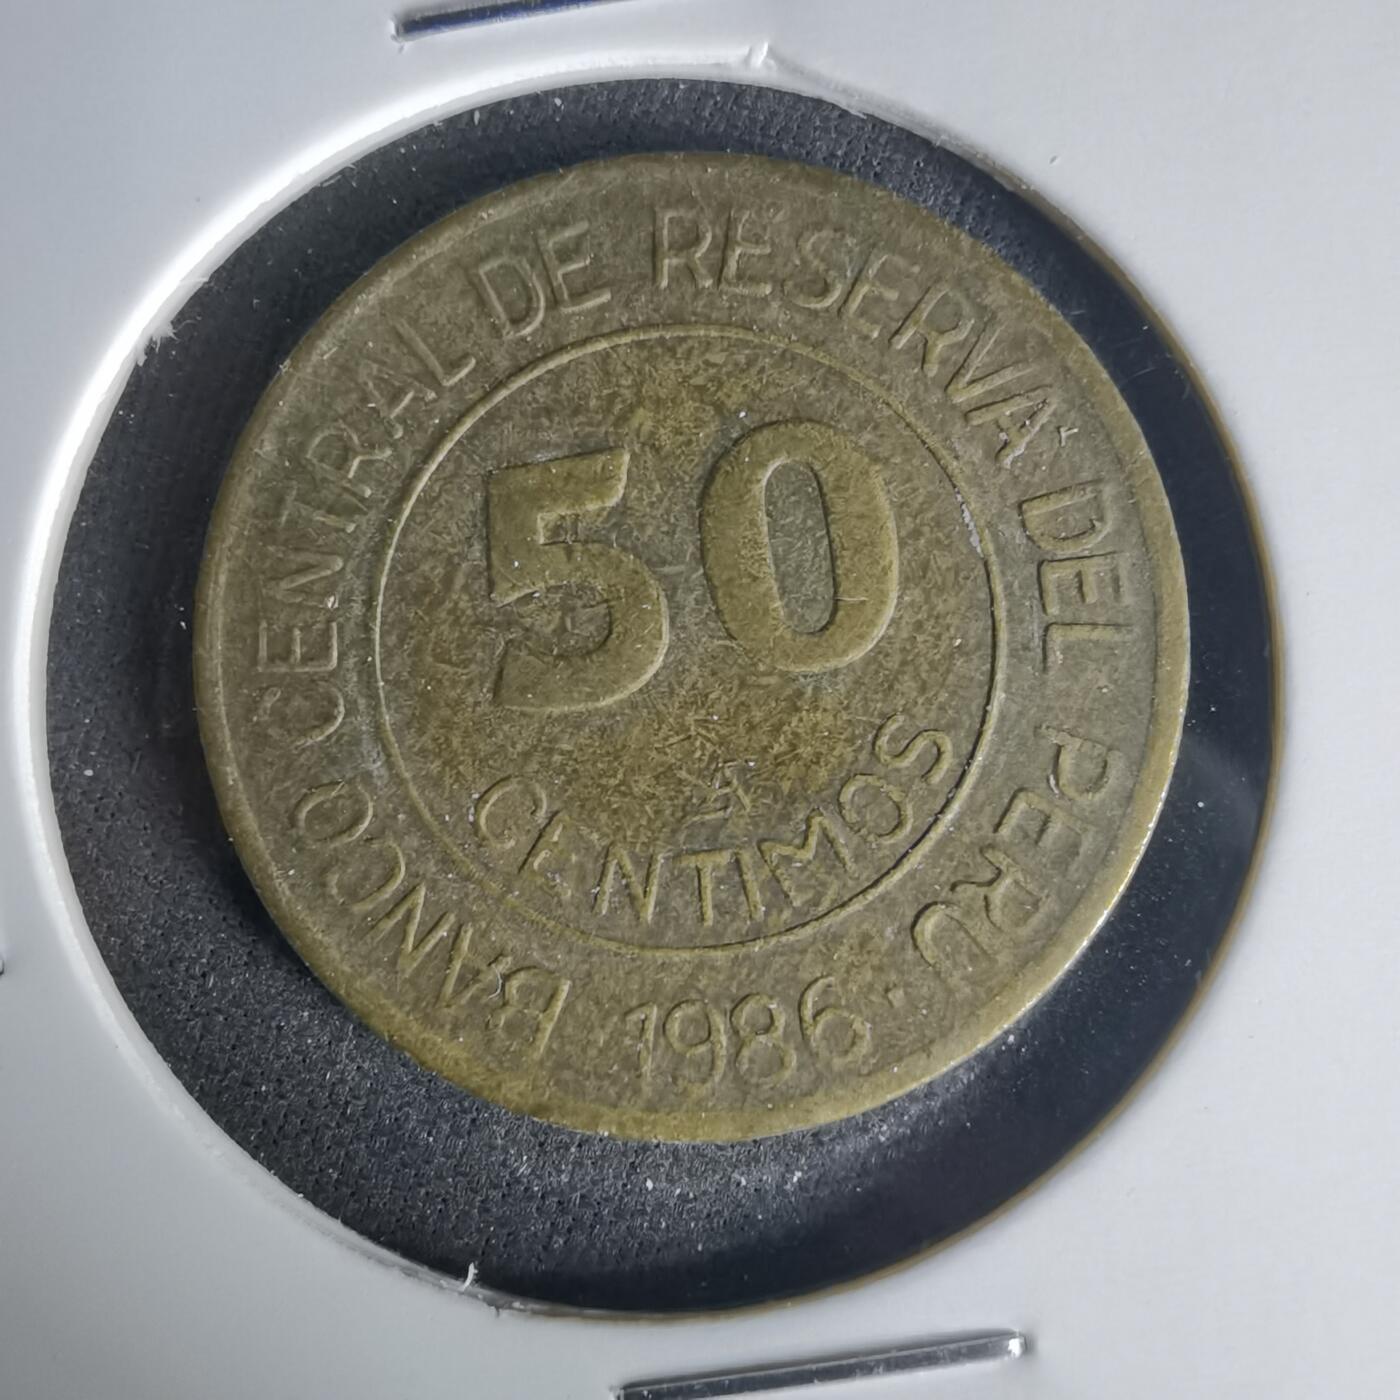 BANCO CENTRAL DE RESERVA DEL PERU
50
CENTIMOS
1986